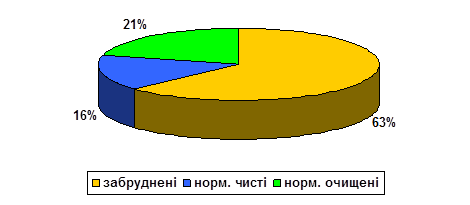 21%
16%
63%
забруднені норм. чисті норм. очищені